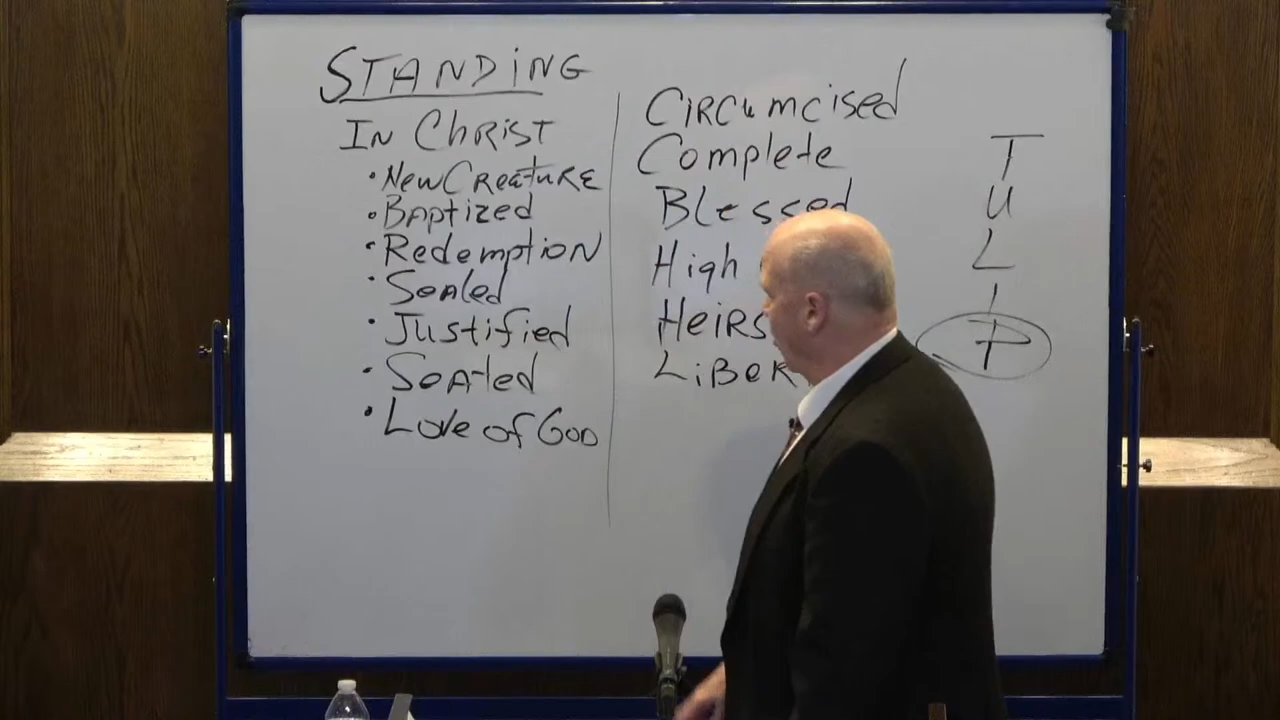 STANDING
IN CHRIST
• New Creature
• Baptized
• Redemption
• Sealed
• Justified
• Seated
• Love of God
Circumcised
Complete
Blessed
High
Heirs
T
U
L
I
P